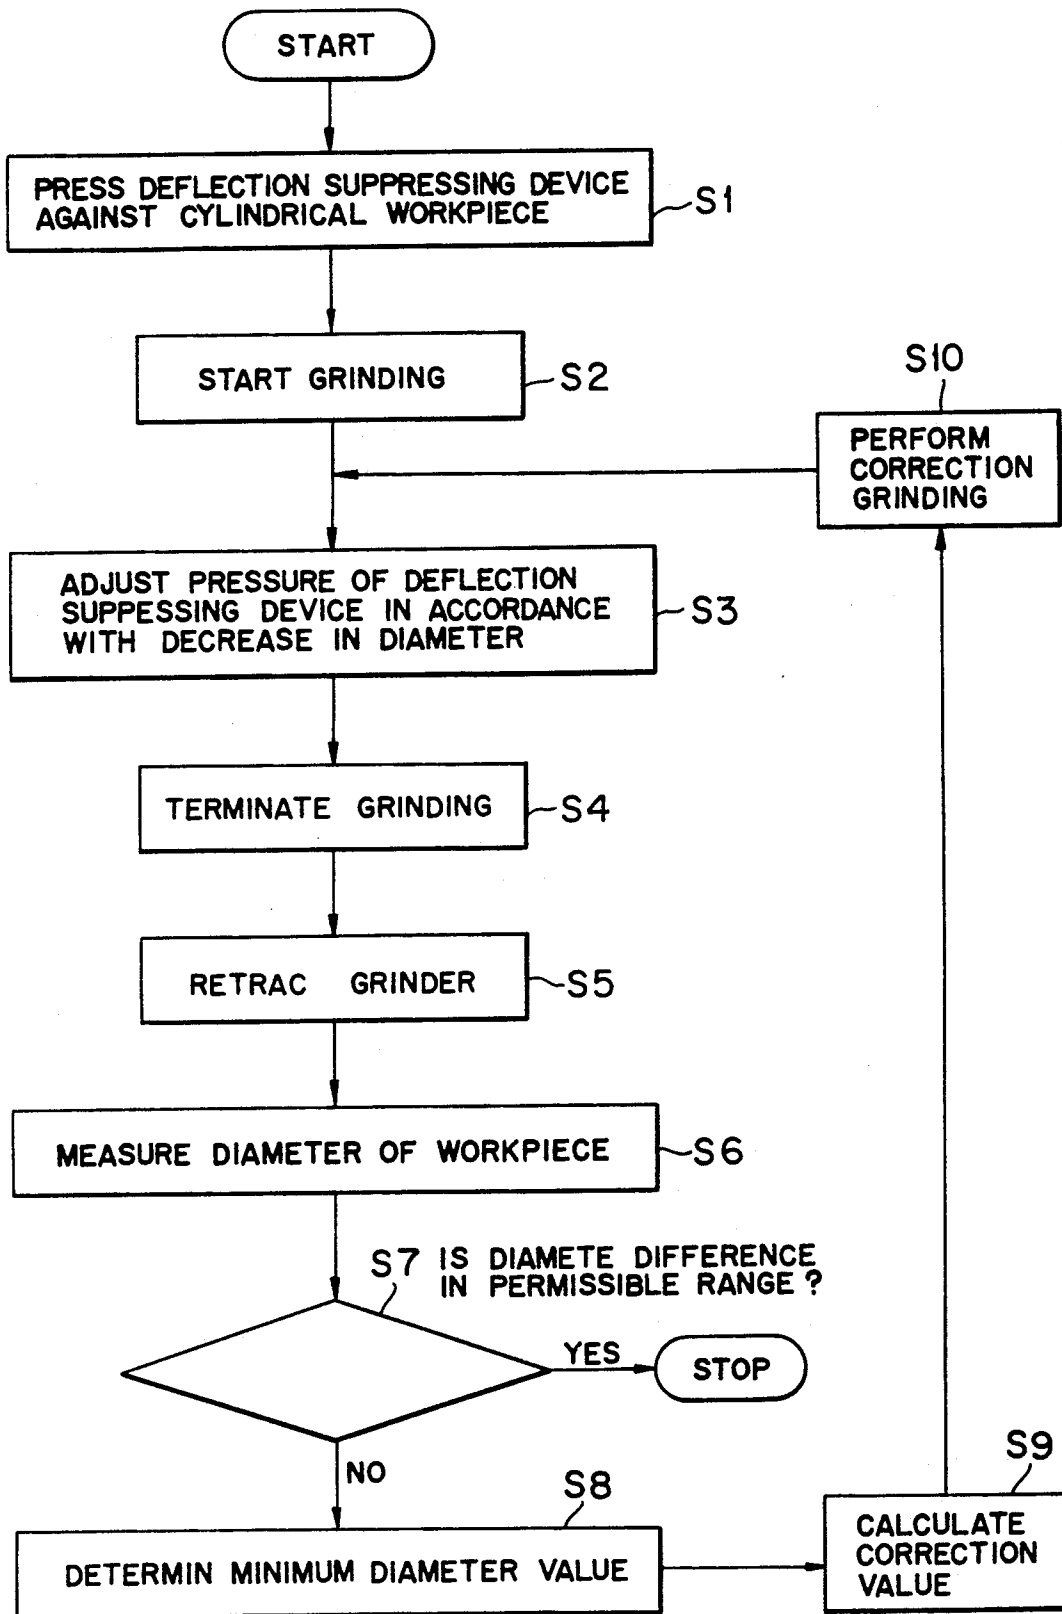 START
PRESS DEFLECTION SUPPRESSING DEVICE
AGAINST CYLINDRICAL WORKPIECE
S1
START GRINDING
S2
S10
PERFORM
CORRECTION
GRINDING
ADJUST PRESSURE OF DEFLECTION
SUPPESSING DEVICE IN ACCORDANCE
WITH DECREASE IN DIAMETER
S3
TERMINATE GRINDING
S4
RETRAC GRINDER
S5
MEASURE DIAMETER OF WORKPIECE
S6
S7
IS DIAMETE DIFFERENCE
IN PERMISSIBLE RANGE?
YES
STOP
NO
S8
DETERMIN MINIMUM DIAMETER VALUE
S9
CALCULATE
CORRECTION
VALUE